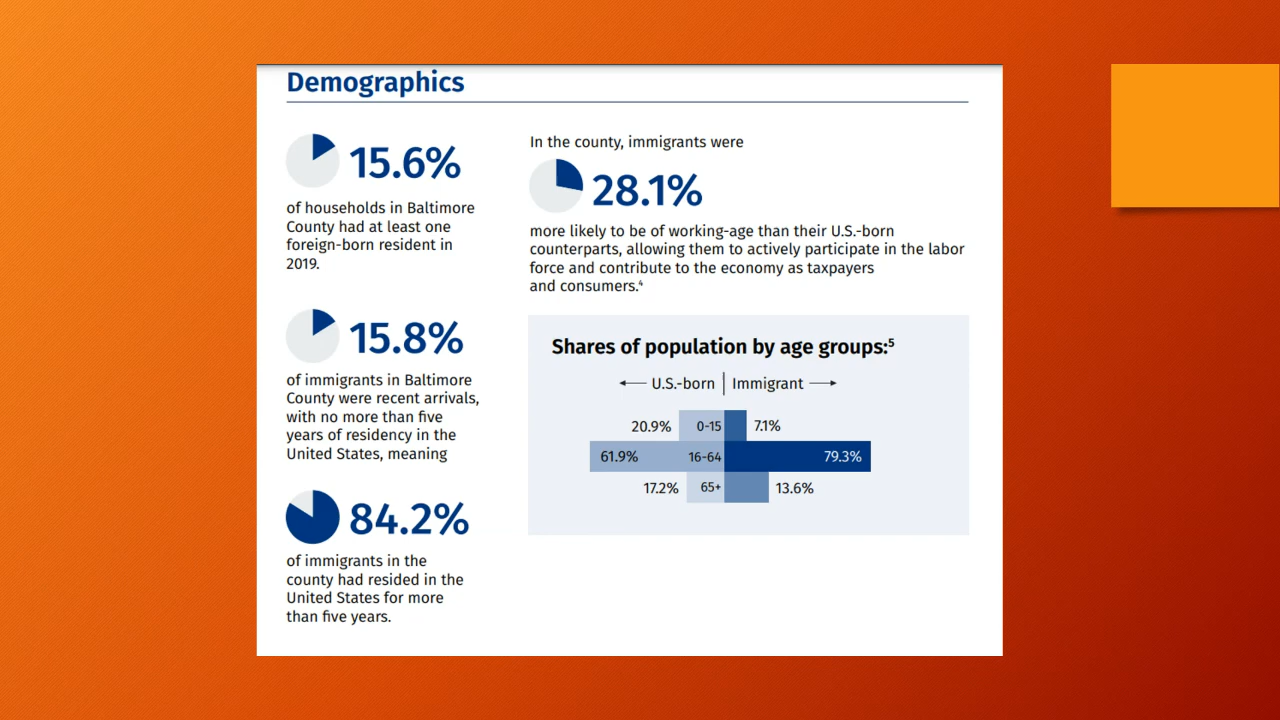 Demographics
15.6%
of households in Baltimore
County had at least one
foreign-born resident in
2019.
15.8%
of immigrants in Baltimore
County were recent arrivals,
with no more than five
years of residency in the
United States, meaning
84.2%
of immigrants in the
county had resided in the
United States for more
than five years.
In the county, immigrants were
28.1%
more likely to be of working-age than their U.S.-born
counterparts, allowing them to actively participate in the labor
force and contribute to the economy as taxpayers
and consumers.⁴
Shares of population by age groups:⁵
← U.S.-born | Immigrant →
20.9% 0-15 7.1%
61.9% 16-64 79.3%
17.2% 65+ 13.6%